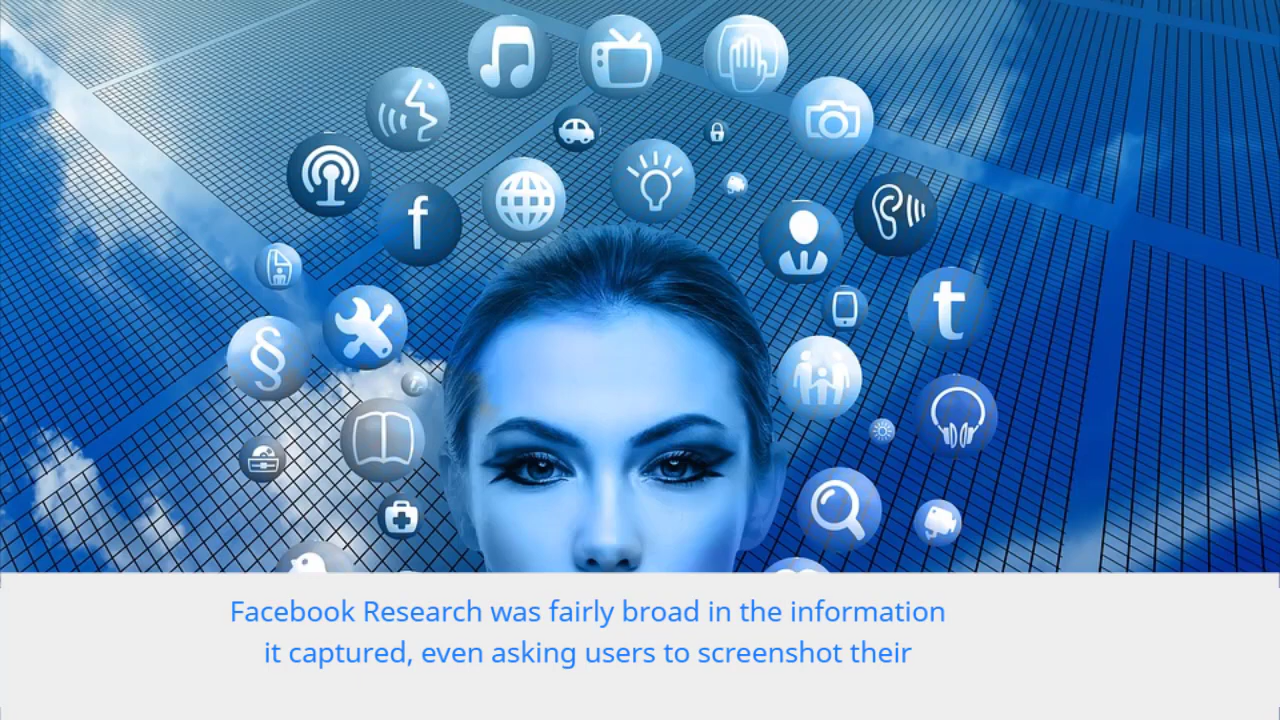 f
t
§
Facebook Research was fairly broad in the information
it captured, even asking users to screenshot their